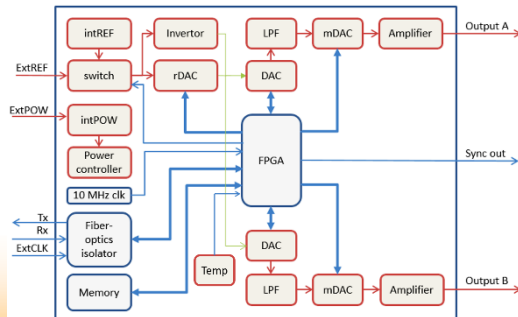 intREF
Invertor
LPF
mDAC
Amplifier
Output A
ExtREF
switch
rDAC
DAC
ExtPOW
intPOW
FPGA
Power
controller
Sync out
10 MHz clk
Tx
Rx
ExtCLK
Fiber-
optics
isolator
DAC
Temp
Memory
LPF
mDAC
Amplifier
Output B